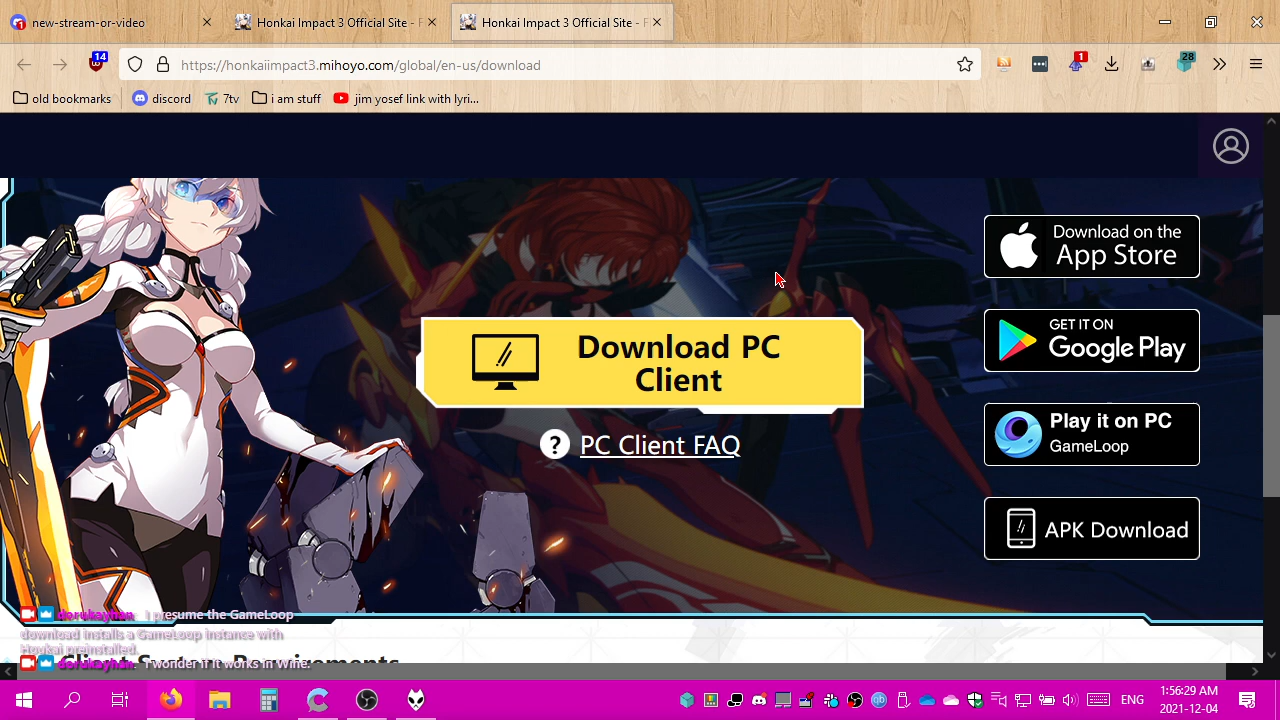 new-stream-or-video
Honkai Impact 3 Official Site - F
Honkai Impact 3 Official Site - F
14
https://honkaiimpact3.mihoyo.com/global/en-us/download
1
28
old bookmarks
discord
7tv
i am stuff
jim yosef link with lyri...
Download on the
App Store
Download PC
Client
GET IT ON
Google Play
? PC Client FAQ
Play it on PC
GameLoop
APK Download
dorukayhan: I presume the GameLoop
download installs a GameLoop instance with
Honkai preinstalled.
dorukayhan: I wonder if it works in Wine.
ENG
1:56:29 AM
2021-12-04